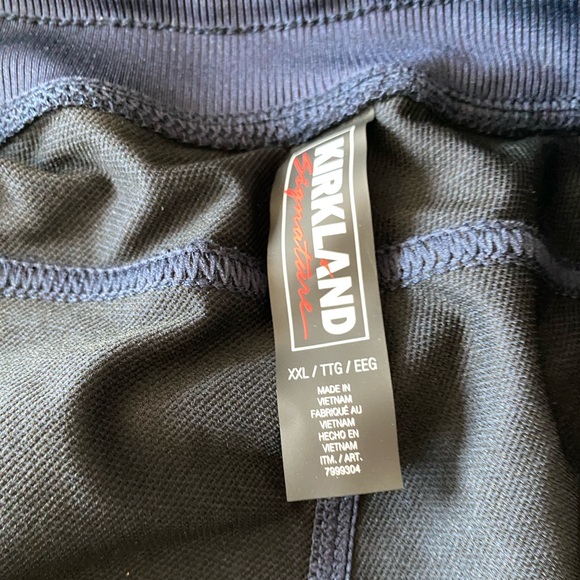 KIRKLAND
Signature
XXL / TTG / EEG
MADE IN
VIETNAM
FABRIQUÉ AU
VIETNAM
HECHO EN
VIETNAM
ITM. / ART.
7999304